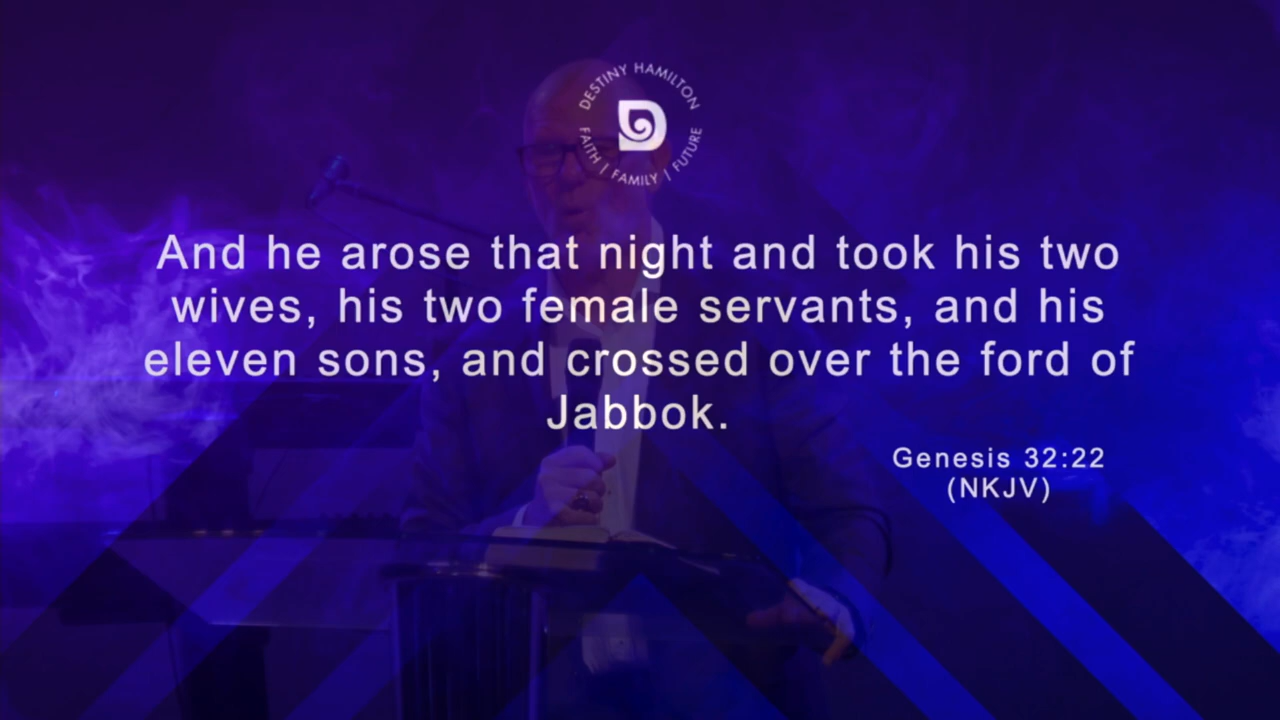 DESTINY HAMILTON
FAITH | FAMILY | FUTURE
And he arose that night and took his two
wives, his two female servants, and his
eleven sons, and crossed over the ford of
Jabbok.
Genesis 32:22
(NKJV)